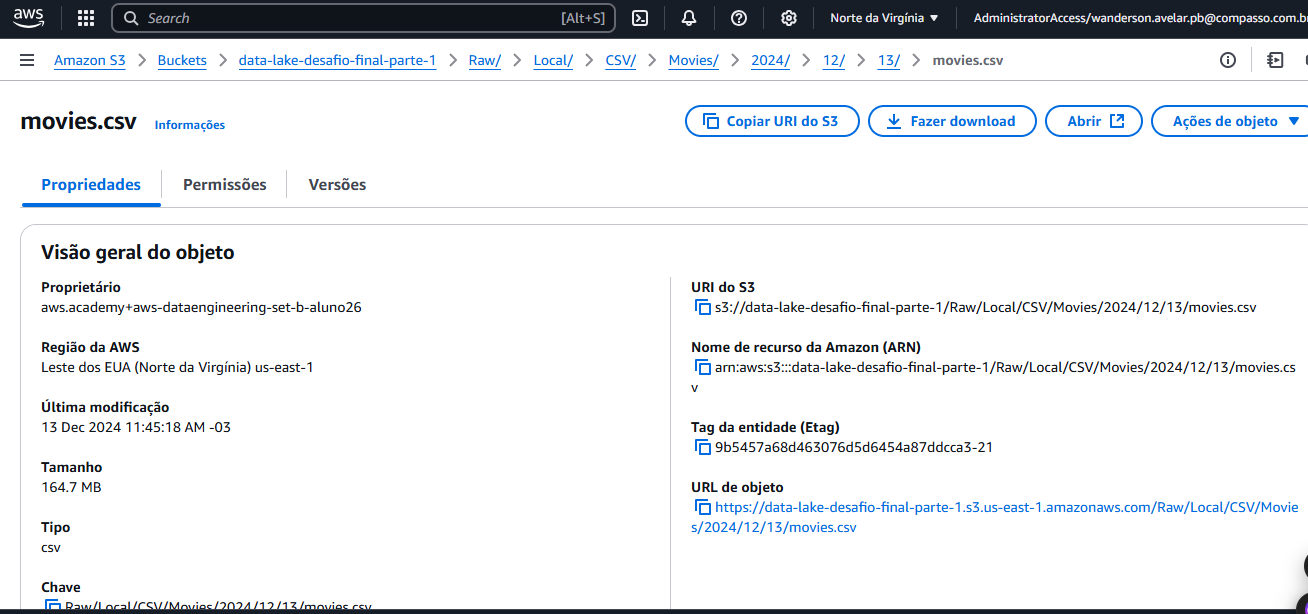 aws
Search [Alt+S]
Norte da Virgínia
AdministratorAccess/wanderson.avelar.pb@compasso.com.b
Amazon S3 > Buckets > data-lake-desafio-final-parte-1 > Raw/ > Local/ > CSV/ > Movies/ > 2024/ > 12/ > 13/ > movies.csv
movies.csv Informações
Copiar URI do S3
Fazer download
Abrir
Ações de objeto
Propriedades
Permissões
Versões
Visão geral do objeto
Proprietário
aws.academy+aws-dataengineering-set-b-aluno26
Região da AWS
Leste dos EUA (Norte da Virgínia) us-east-1
Última modificação
13 Dec 2024 11:45:18 AM -03
Tamanho
164.7 MB
Tipo
csv
Chave
Raw/Local/CSV/Movies/2024/12/13/movies.csv
URI do S3
s3://data-lake-desafio-final-parte-1/Raw/Local/CSV/Movies/2024/12/13/movies.csv
Nome de recurso da Amazon (ARN)
arn:aws:s3:::data-lake-desafio-final-parte-1/Raw/Local/CSV/Movies/2024/12/13/movies.cs
v
Tag da entidade (Etag)
9b5457a68d463076d5d6454a87ddcca3-21
URL de objeto
https://data-lake-desafio-final-parte-1.s3.us-east-1.amazonaws.com/Raw/Local/CSV/Movie
s/2024/12/13/movies.csv